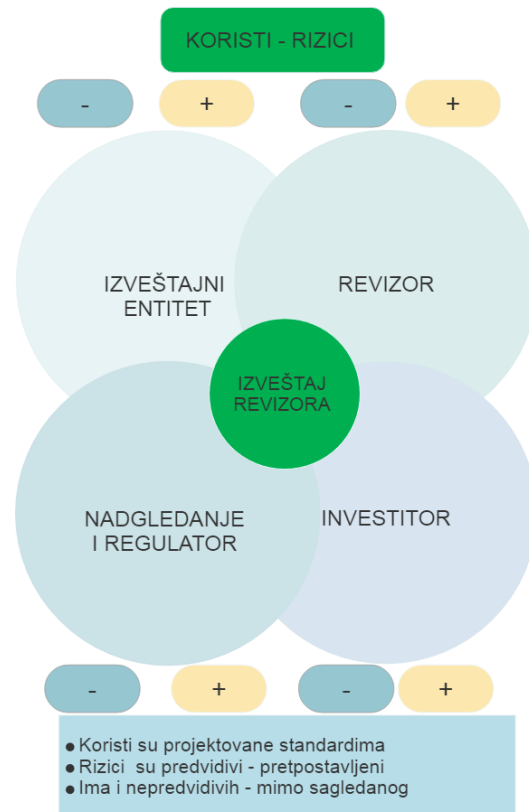 KORISTI - RIZICI
- + - +
IZVEŠTAJNI
ENTITET
REVIZOR
IZVEŠTAJ
REVIZORA
NADGLEDANJE
I REGULATOR
INVESTITOR
- + - +
● Koristi su projektovane standardima
● Rizici su predvidivi - pretpostavljeni
● Ima i nepredvidivih - mimo sagledanog